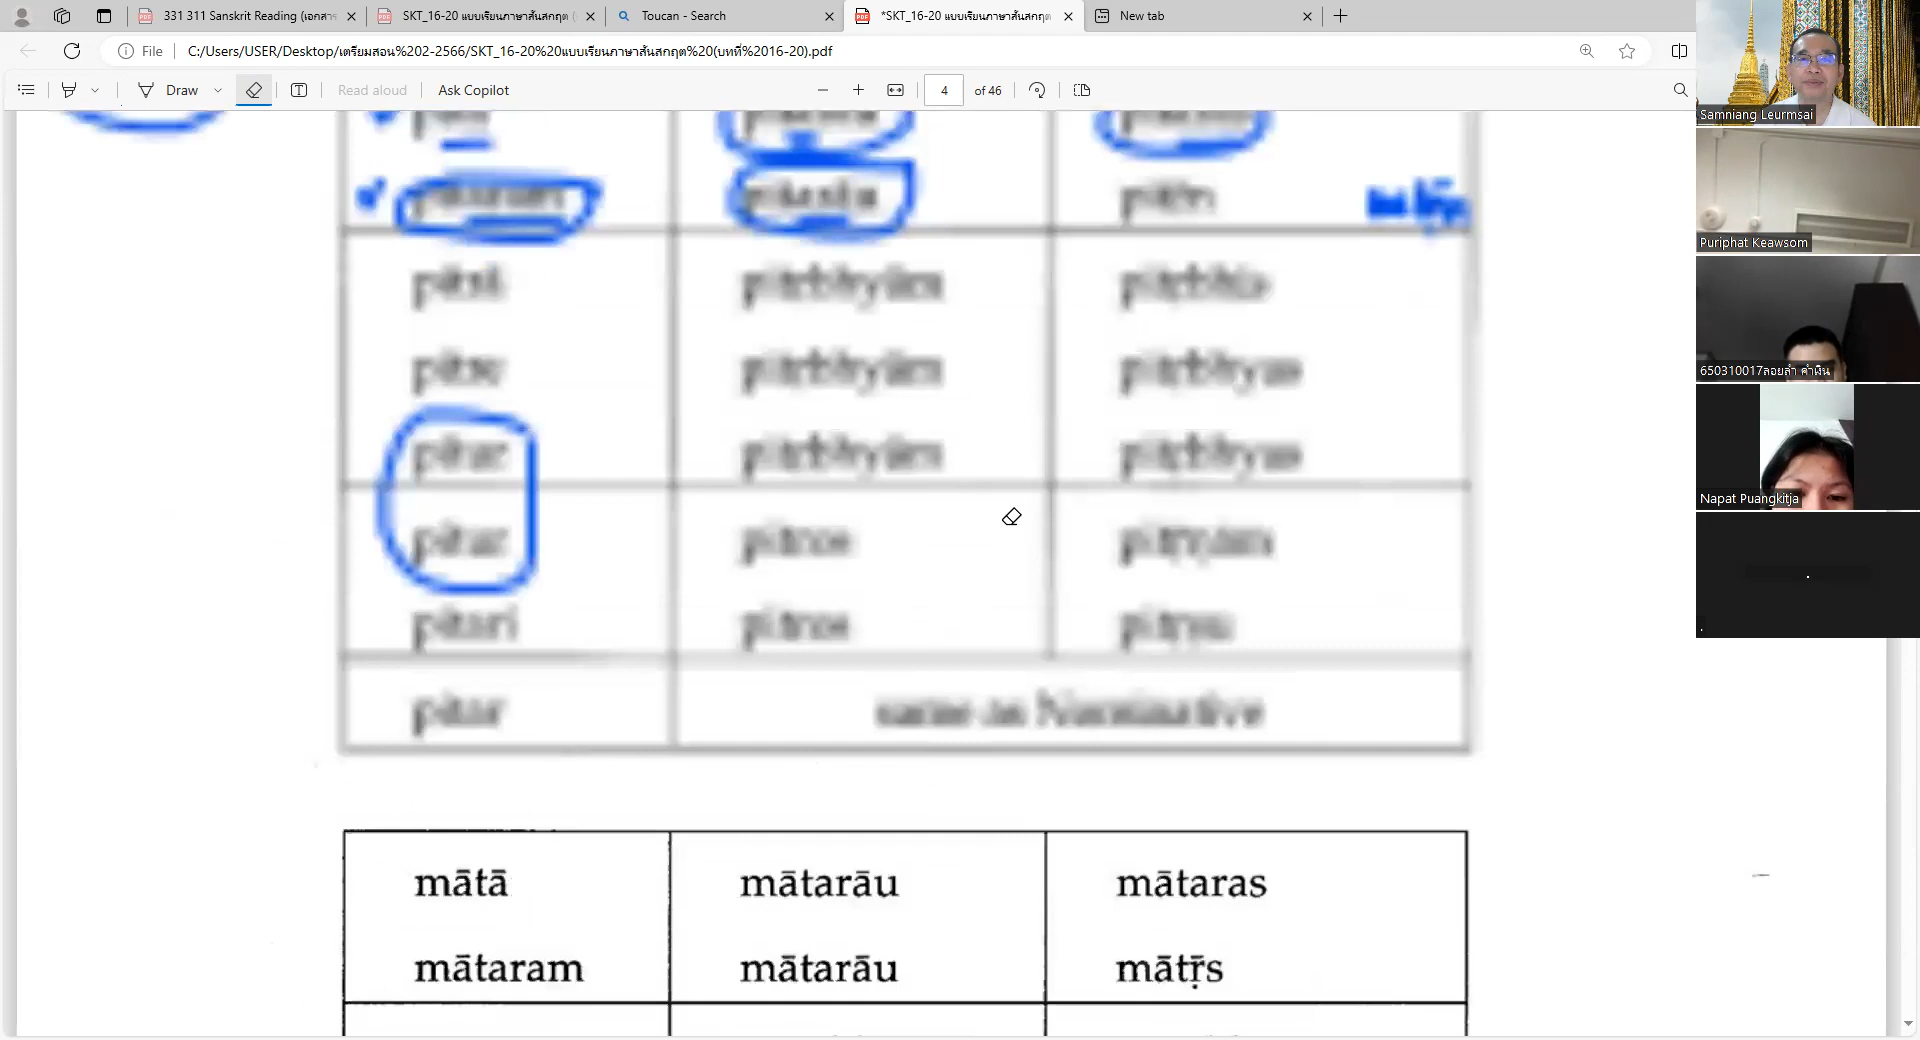 331 311 Sanskrit Reading (เอกสาร
SKT_16-20 แบบเรียนภาษาสันสกฤต (
Toucan - Search
*SKT_16-20 แบบเรียนภาษาสันสกฤต
New tab
File
C:/Users/USER/Desktop/เตรียมสอน%202-2566/SKT_16-20%20แบบเรียนภาษาสันสกฤต%20(บทที่%2016-20).pdf
Draw
Read aloud
Ask Copilot
4 of 46
pitrā pitṛbhyām pitṛbhis
pitre pitṛbhyām pitṛbhyas
pitur pitṛbhyām pitṛbhyas
pitur pitros
pitari pitros pitṛṣu
pitar same as Nominative
mātā mātarāu mātaras
mātaram mātarāu mātṝs
Samniang Leurmsai
Puriphat Keawsom
650310017ลอยลำ คำผิน
Napat Puangkitja
.